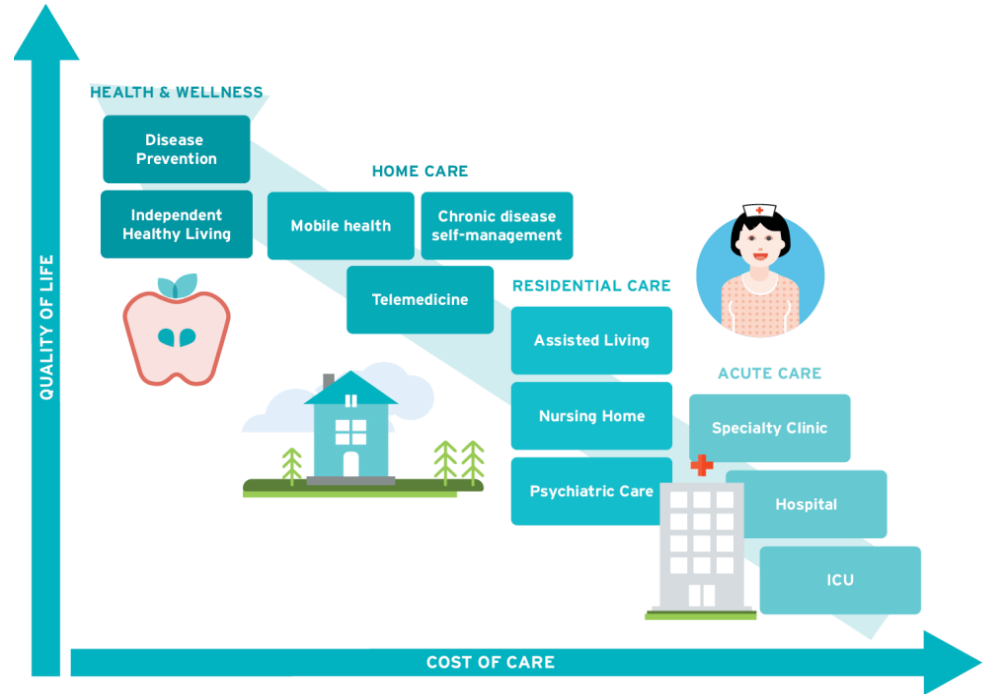 HEALTH & WELLNESS
Disease
Prevention
Independent
Healthy Living
HOME CARE
Mobile health
Chronic disease
self-management
Telemedicine
RESIDENTIAL CARE
Assisted Living
Nursing Home
Psychiatric Care
ACUTE CARE
Specialty Clinic
Hospital
ICU
QUALITY OF LIFE
COST OF CARE